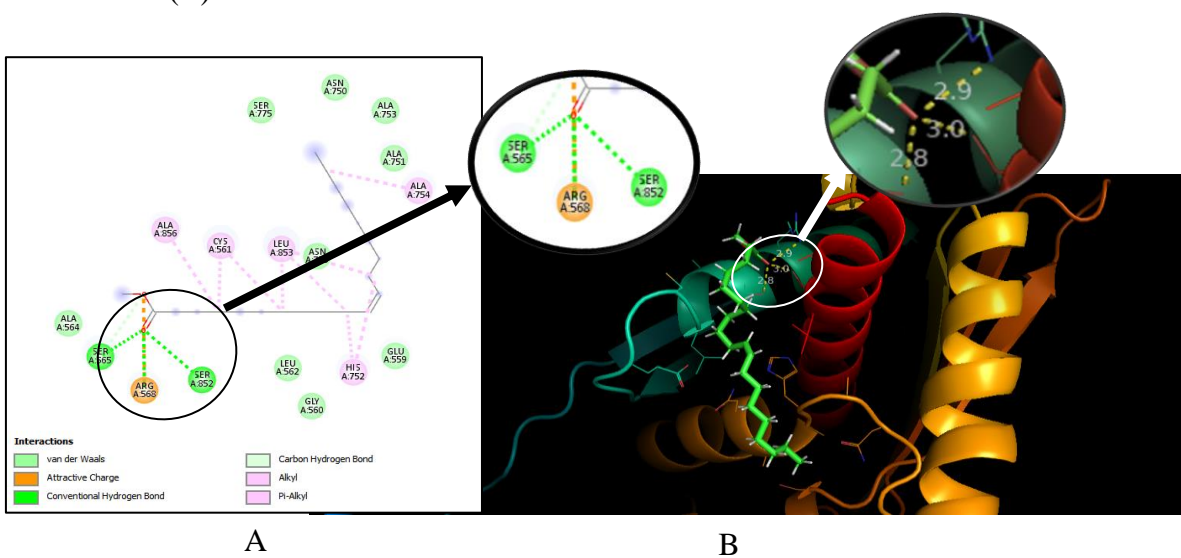 ASN
A:750
SER
A:775
ALA
A:753
ALA
A:751
ALA
A:754
ALA
A:856
CYS
A:561
LEU
A:853
ASN
ALA
A:564
SER
A:565
ARG
A:568
SER
A:852
LEU
A:562
GLY
A:560
HIS
A:752
GLU
A:559
Interactions
van der Waals
Attractive Charge
Conventional Hydrogen Bond
Carbon Hydrogen Bond
Alkyl
Pi-Alkyl
SER
A:565
ARG
A:568
SER
A:852
2.9
3.0
2.8
2.9
3.0
2.8
A
B